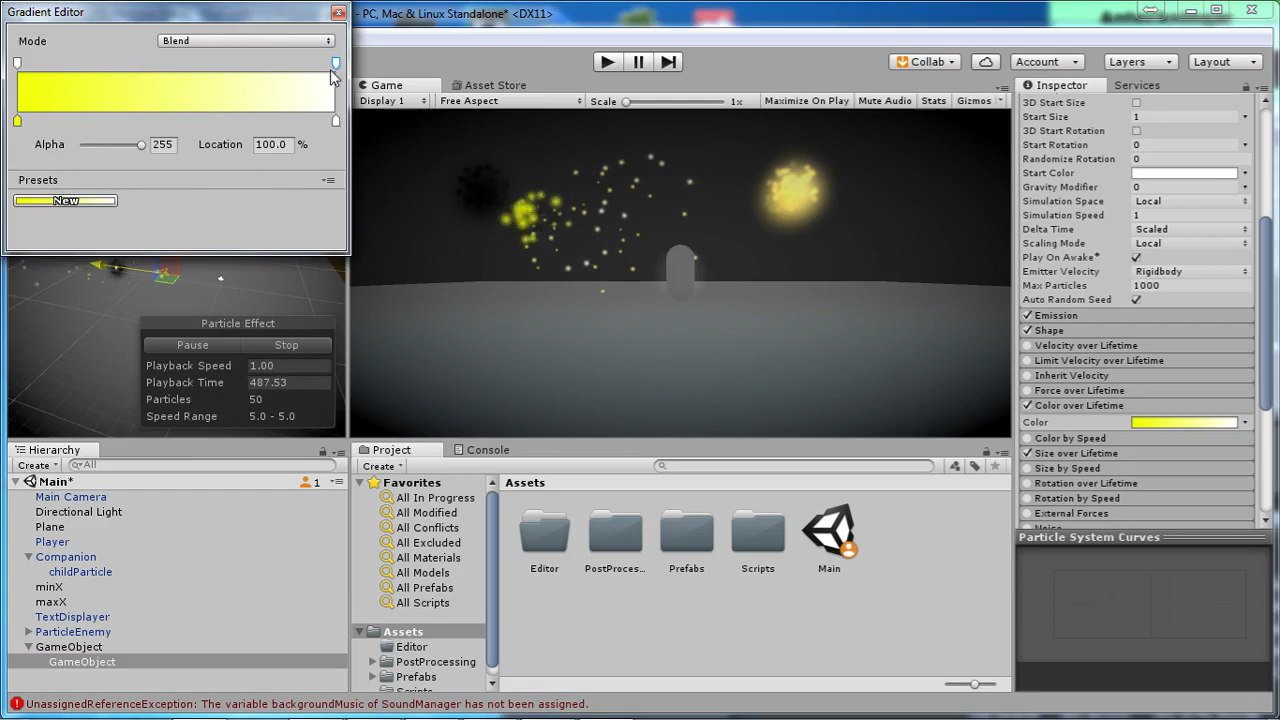 Gradient Editor
- PC, Mac & Linux Standalone* <DX11>
Mode
Blend
Alpha
255
Location
100.0
%
Presets
New
Collab
Account
Layers
Layout
Game
Asset Store
Display 1
Free Aspect
Scale
1x
Maximize On Play
Mute Audio
Stats
Gizmos
Particle Effect
Pause
Stop
Playback Speed
1.00
Playback Time
487.53
Particles
50
Speed Range
5.0 - 5.0
Inspector
Services
3D Start Size
Start Size
1
3D Start Rotation
Start Rotation
0
Randomize Rotation
0
Start Color
Gravity Modifier
0
Simulation Space
Local
Simulation Speed
1
Delta Time
Scaled
Scaling Mode
Local
Play On Awake*
Emitter Velocity
Rigidbody
Max Particles
1000
Auto Random Seed
Emission
Shape
Velocity over Lifetime
Limit Velocity over Lifetime
Inherit Velocity
Force over Lifetime
Color over Lifetime
Color
Color by Speed
Size over Lifetime
Size by Speed
Rotation over Lifetime
Rotation by Speed
External Forces
Noise
Particle System Curves
Hierarchy
Create
All
Main*
1
Main Camera
Directional Light
Plane
Player
Companion
childParticle
minX
maxX
TextDisplayer
ParticleEnemy
GameObject
GameObject
Project
Console
Create
Favorites
All In Progress
All Modified
All Conflicts
All Excluded
All Materials
All Models
All Prefabs
All Scripts
Assets
Editor
PostProcessing
Prefabs
Scripts
Assets
Editor
PostProces...
Prefabs
Scripts
Main
UnassignedReferenceException: The variable backgroundMusic of SoundManager has not been assigned.